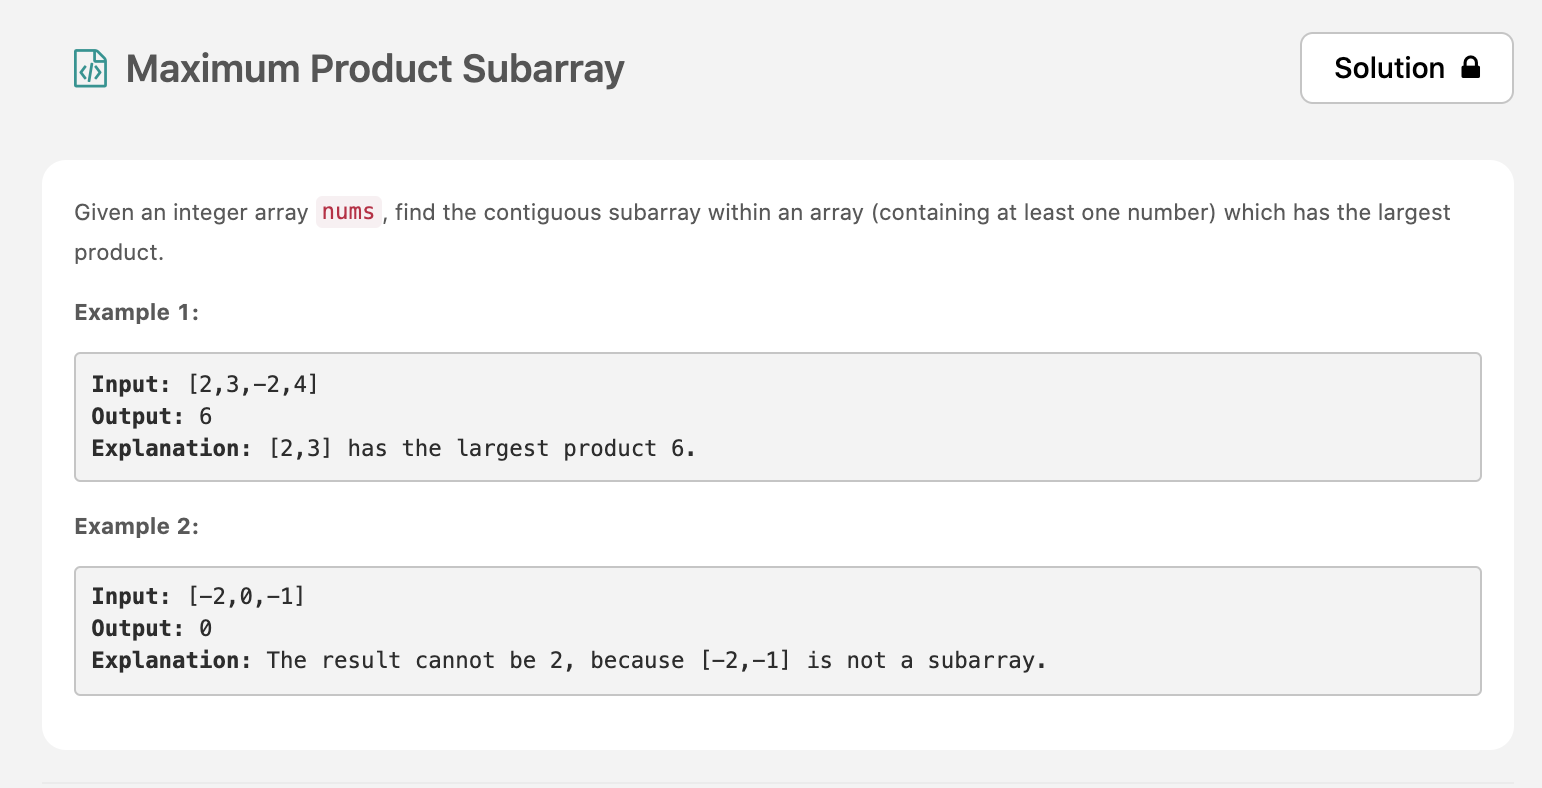 Maximum Product Subarray
Solution
Given an integer array nums, find the contiguous subarray within an array (containing at least one number) which has the largest
product.
Example 1:
Input: [2,3,-2,4]
Output: 6
Explanation: [2,3] has the largest product 6.
Example 2:
Input: [-2,0,-1]
Output: 0
Explanation: The result cannot be 2, because [-2,-1] is not a subarray.